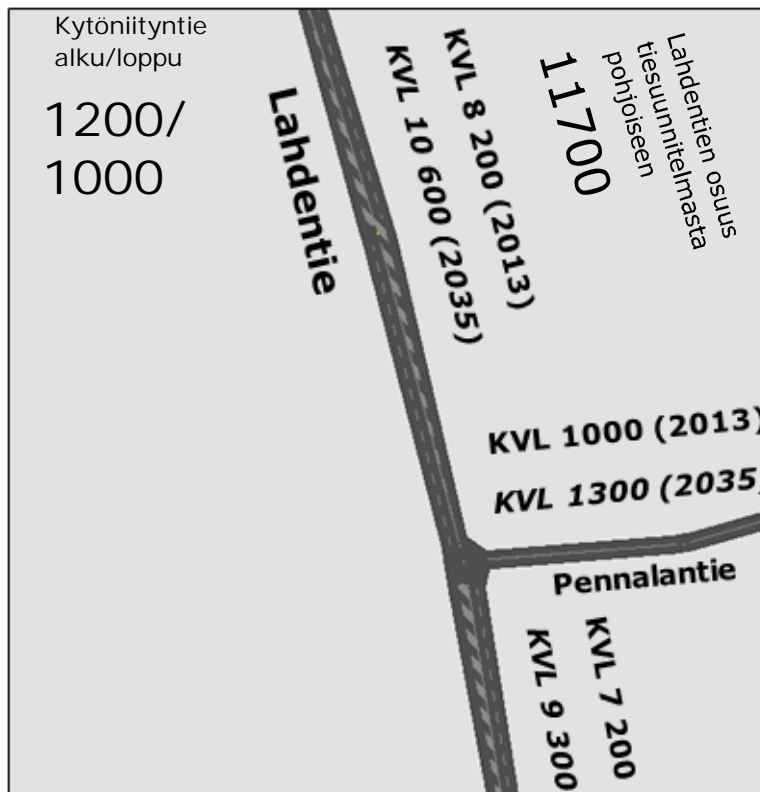 Kytöniityntie
alku/loppu
1200/
1000
Lahdentie
KVL 8 200 (2013)
KVL 10 600 (2035)
Lahdentien osuus
tiesuunnitelmasta
pohjoiseen
11700
KVL 1000 (2013)
KVL 1300 (2035)
Pennalantie
KVL 7 200
KVL 9 300